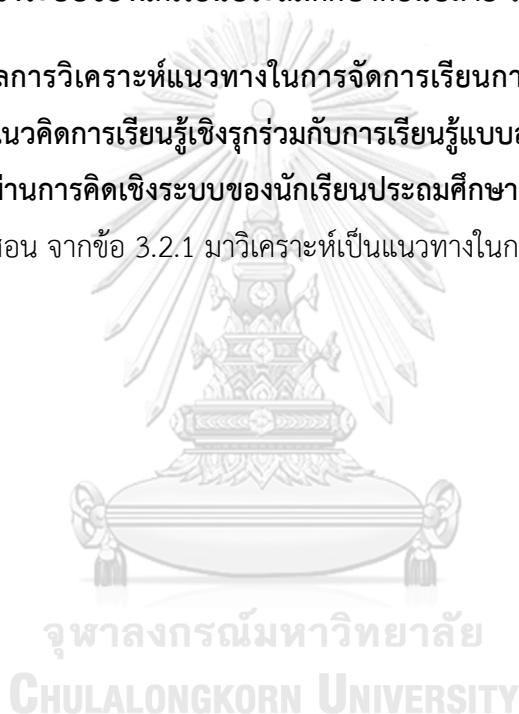 ลการวิเคราะห์แนวทางในการจัดการเรียนกา
นวคิดการเรียนรู้เชิงรุกร่วมกับการเรียนรู้แบบ
่านการคิดเชิงระบบของนักเรียนประถมศึกษา
สอน จากข้อ 3.2.1 มาวิเคราะห์เป็นแนวทางในก
จุฬาลงกรณ์มหาวิทยาลัย
CHULALONGKORN UNIVERSITY